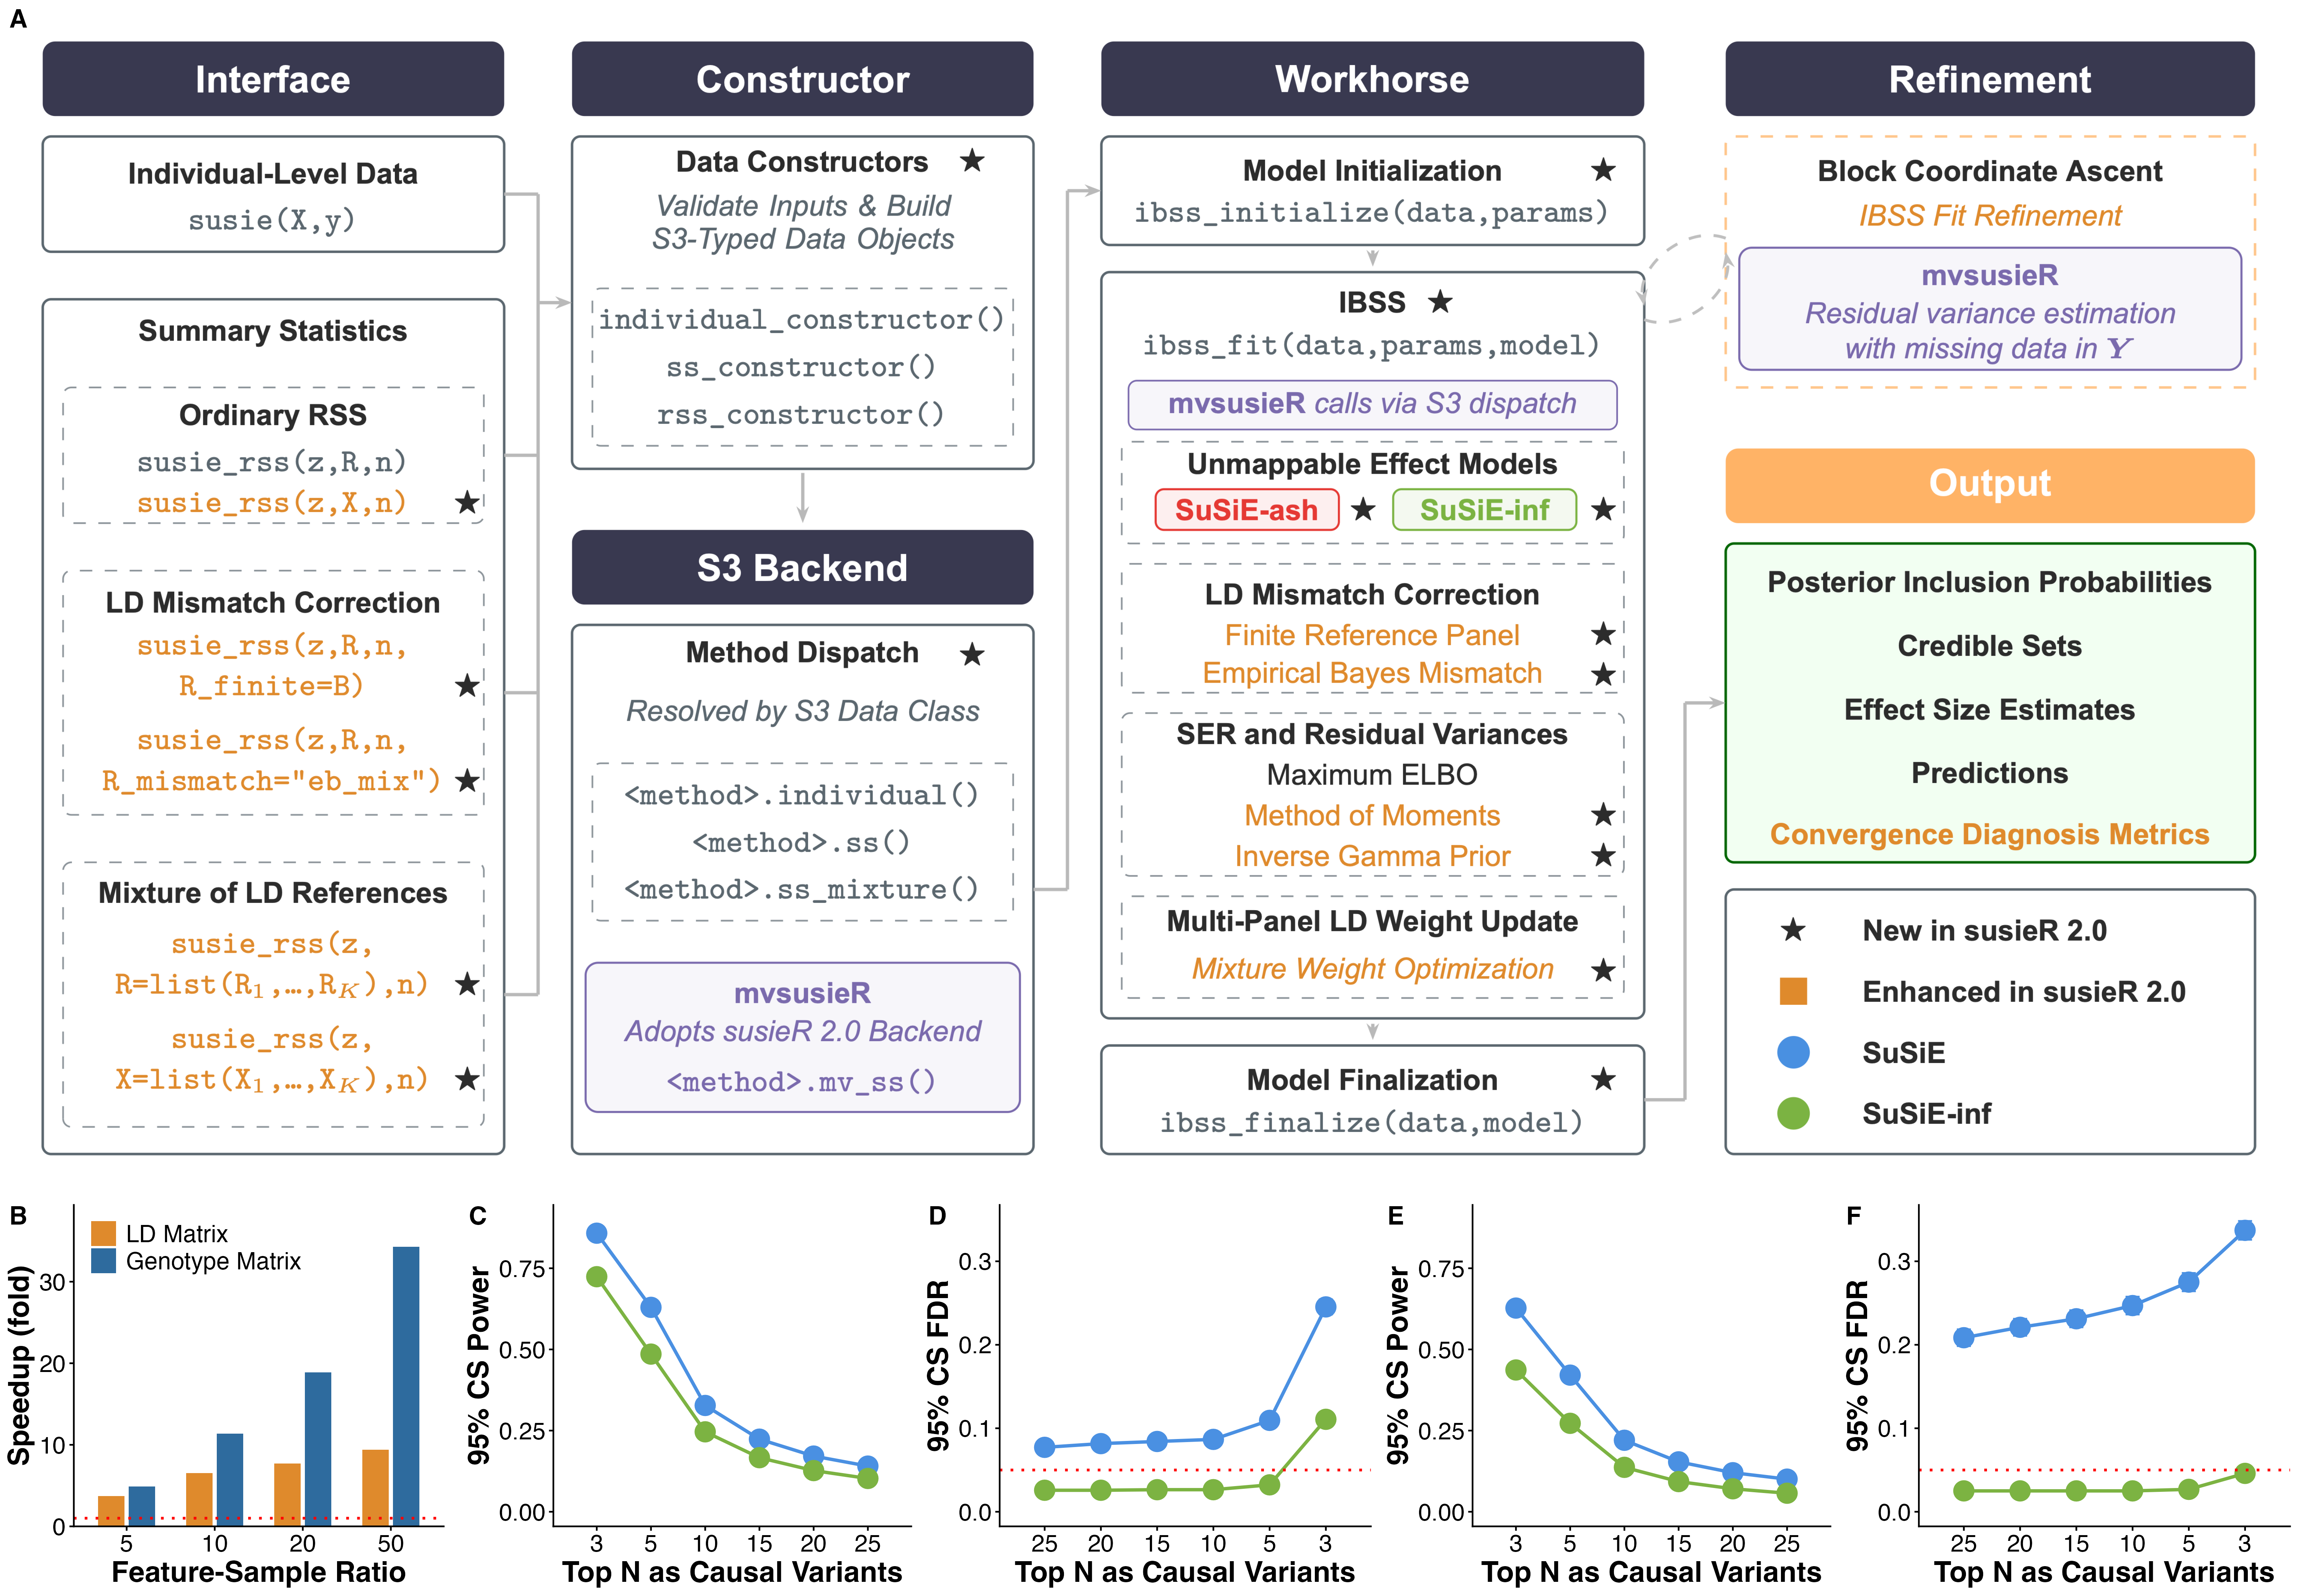 A
Interface
Individual-Level Data
susie(X,y)
Summary Statistics
Ordinary RSS
susie_rss(z,R,n)
susie_rss(z,X,n) ★
LD Mismatch Correction
susie_rss(z,R,n,
R_finite=B) ★
susie_rss(z,R,n,
R_mismatch="eb_mix") ★
Mixture of LD References
susie_rss(z,
R=list(R₁,…,R_K),n) ★
susie_rss(z,
X=list(X₁,…,X_K),n) ★
Constructor
Data Constructors ★
Validate Inputs & Build
S3-Typed Data Objects
individual_constructor()
ss_constructor()
rss_constructor()
S3 Backend
Method Dispatch ★
Resolved by S3 Data Class
<method>.individual()
<method>.ss()
<method>.ss_mixture()
mvsusieR
Adopts susieR 2.0 Backend
<method>.mv_ss()
Workhorse
Model Initialization ★
ibss_initialize(data,params)
IBSS ★
ibss_fit(data,params,model)
mvsusieR calls via S3 dispatch
Unmappable Effect Models
SuSiE-ash ★ SuSiE-inf ★
LD Mismatch Correction
Finite Reference Panel ★
Empirical Bayes Mismatch ★
SER and Residual Variances
Maximum ELBO
Method of Moments ★
Inverse Gamma Prior ★
Multi-Panel LD Weight Update
Mixture Weight Optimization ★
Model Finalization ★
ibss_finalize(data,model)
Refinement
Block Coordinate Ascent
IBSS Fit Refinement
mvsusieR
Residual variance estimation
with missing data in Y
Output
Posterior Inclusion Probabilities
Credible Sets
Effect Size Estimates
Predictions
Convergence Diagnosis Metrics
★ New in susieR 2.0
Enhanced in susieR 2.0
SuSiE
SuSiE-inf
B
Speedup (fold)
LD Matrix
Genotype Matrix
30
20
10
0
5 10 20 50
Feature-Sample Ratio
C
95% CS Power
0.75
0.50
0.25
0.00
3 5 10 15 20 25
Top N as Causal Variants
D
95% CS FDR
0.3
0.2
0.1
0.0
25 20 15 10 5 3
Top N as Causal Variants
E
95% CS Power
0.75
0.50
0.25
0.00
3 5 10 15 20 25
Top N as Causal Variants
F
95% CS FDR
0.3
0.2
0.1
0.0
25 20 15 10 5 3
Top N as Causal Variants